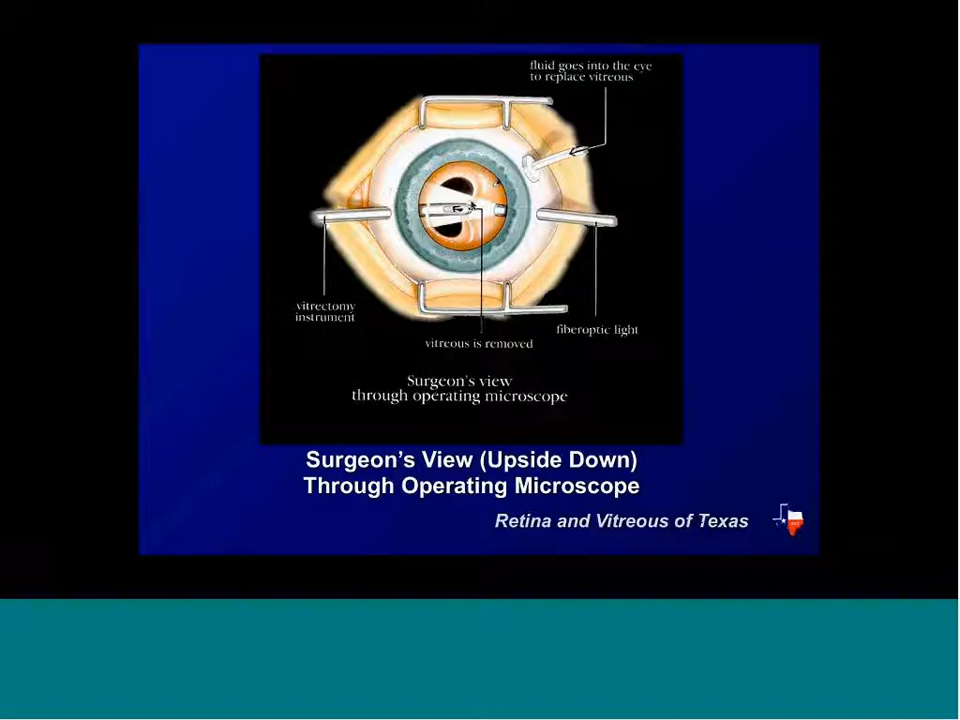 fluid goes into the eye
to replace vitreous
vitrectomy
instrument
fiberoptic light
vitreous is removed
Surgeon's view
through operating microscope
Surgeon's View (Upside Down)
Through Operating Microscope
Retina and Vitreous of Texas